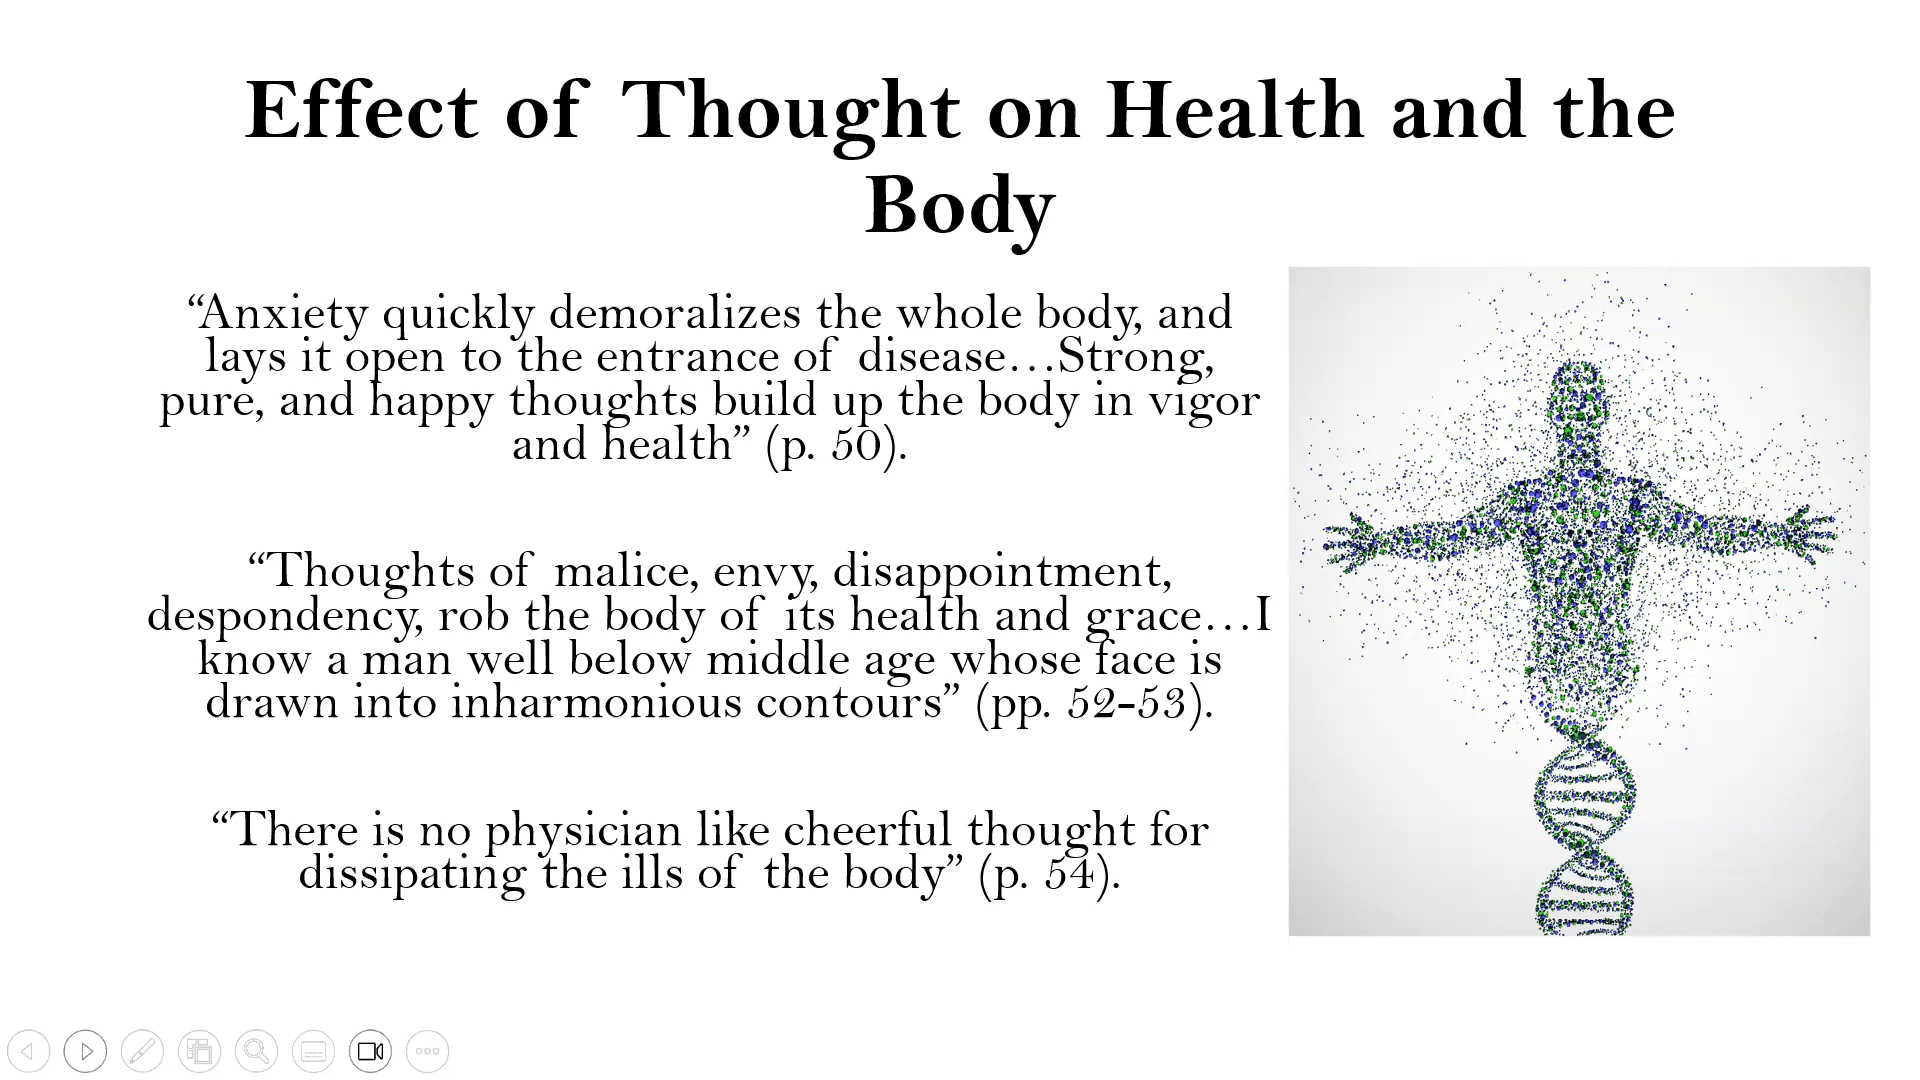 Effect of Thought on Health and the
Body
“Anxiety quickly demoralizes the whole body, and
lays it open to the entrance of disease…Strong,
pure, and happy thoughts build up the body in vigor
and health” (p. 50).
“Thoughts of malice, envy, disappointment,
despondency, rob the body of its health and grace…I
know a man well below middle age whose face is
drawn into inharmonious contours” (pp. 52-53).
“There is no physician like cheerful thought for
dissipating the ills of the body” (p. 54).